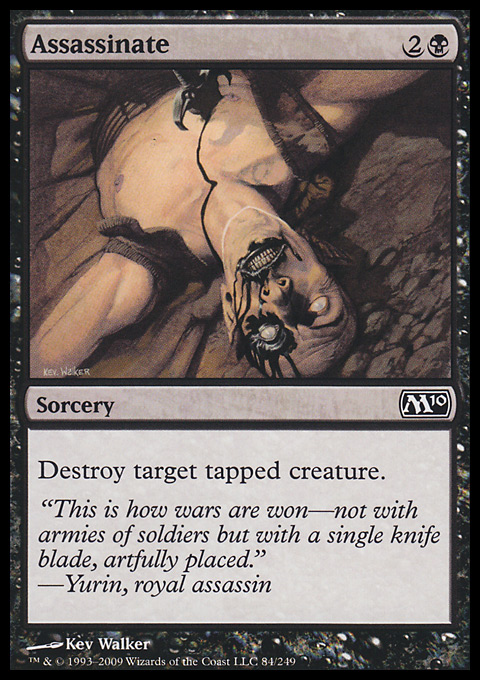 Assassinate 2
KEV. WALKER
Sorcery M10
Destroy target tapped creature.
“This is how wars are won—not with
armies of soldiers but with a single knife
blade, artfully placed.”
—Yurin, royal assassin
Kev Walker
™ & © 1993–2009 Wizards of the Coast LLC 84/249